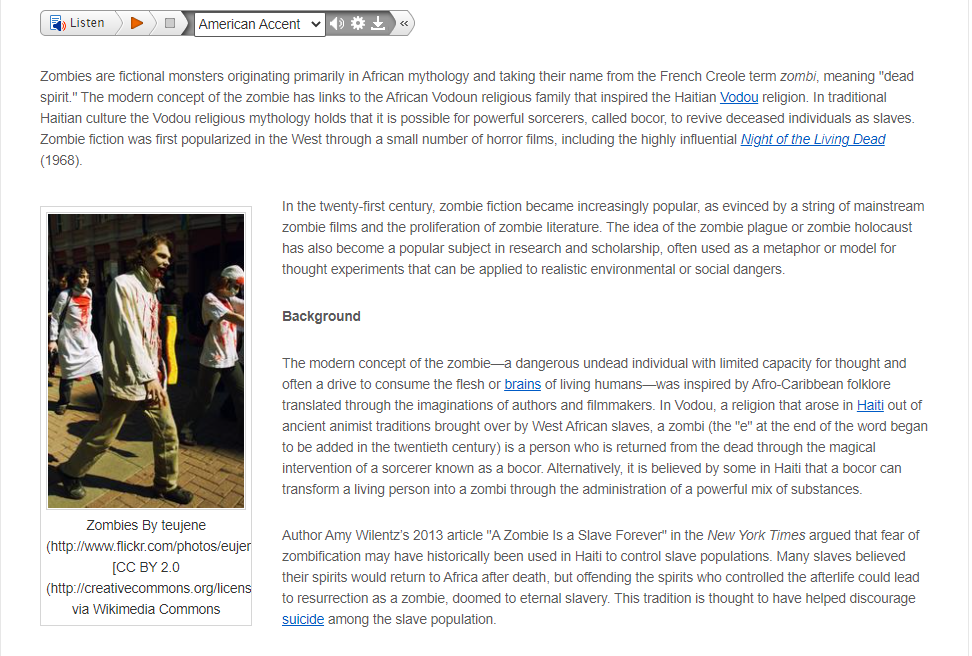 Listen
American Accent
Zombies are fictional monsters originating primarily in African mythology and taking their name from the French Creole term zombi, meaning "dead
spirit." The modern concept of the zombie has links to the African Vodoun religious family that inspired the Haitian Vodou religion. In traditional
Haitian culture the Vodou religious mythology holds that it is possible for powerful sorcerers, called bocor, to revive deceased individuals as slaves.
Zombie fiction was first popularized in the West through a small number of horror films, including the highly influential Night of the Living Dead
(1968).
In the twenty-first century, zombie fiction became increasingly popular, as evinced by a string of mainstream
zombie films and the proliferation of zombie literature. The idea of the zombie plague or zombie holocaust
has also become a popular subject in research and scholarship, often used as a metaphor or model for
thought experiments that can be applied to realistic environmental or social dangers.
Background
The modern concept of the zombie—a dangerous undead individual with limited capacity for thought and
often a drive to consume the flesh or brains of living humans—was inspired by Afro-Caribbean folklore
translated through the imaginations of authors and filmmakers. In Vodou, a religion that arose in Haiti out of
ancient animist traditions brought over by West African slaves, a zombi (the "e" at the end of the word began
to be added in the twentieth century) is a person who is returned from the dead through the magical
intervention of a sorcerer known as a bocor. Alternatively, it is believed by some in Haiti that a bocor can
transform a living person into a zombi through the administration of a powerful mix of substances.
Author Amy Wilentz's 2013 article "A Zombie Is a Slave Forever" in the New York Times argued that fear of
zombification may have historically been used in Haiti to control slave populations. Many slaves believed
their spirits would return to Africa after death, but offending the spirits who controlled the afterlife could lead
to resurrection as a zombie, doomed to eternal slavery. This tradition is thought to have helped discourage
suicide among the slave population.
Zombies By teujene
(http://www.flickr.com/photos/eujer
[CC BY 2.0
(http://creativecommons.org/licens
via Wikimedia Commons